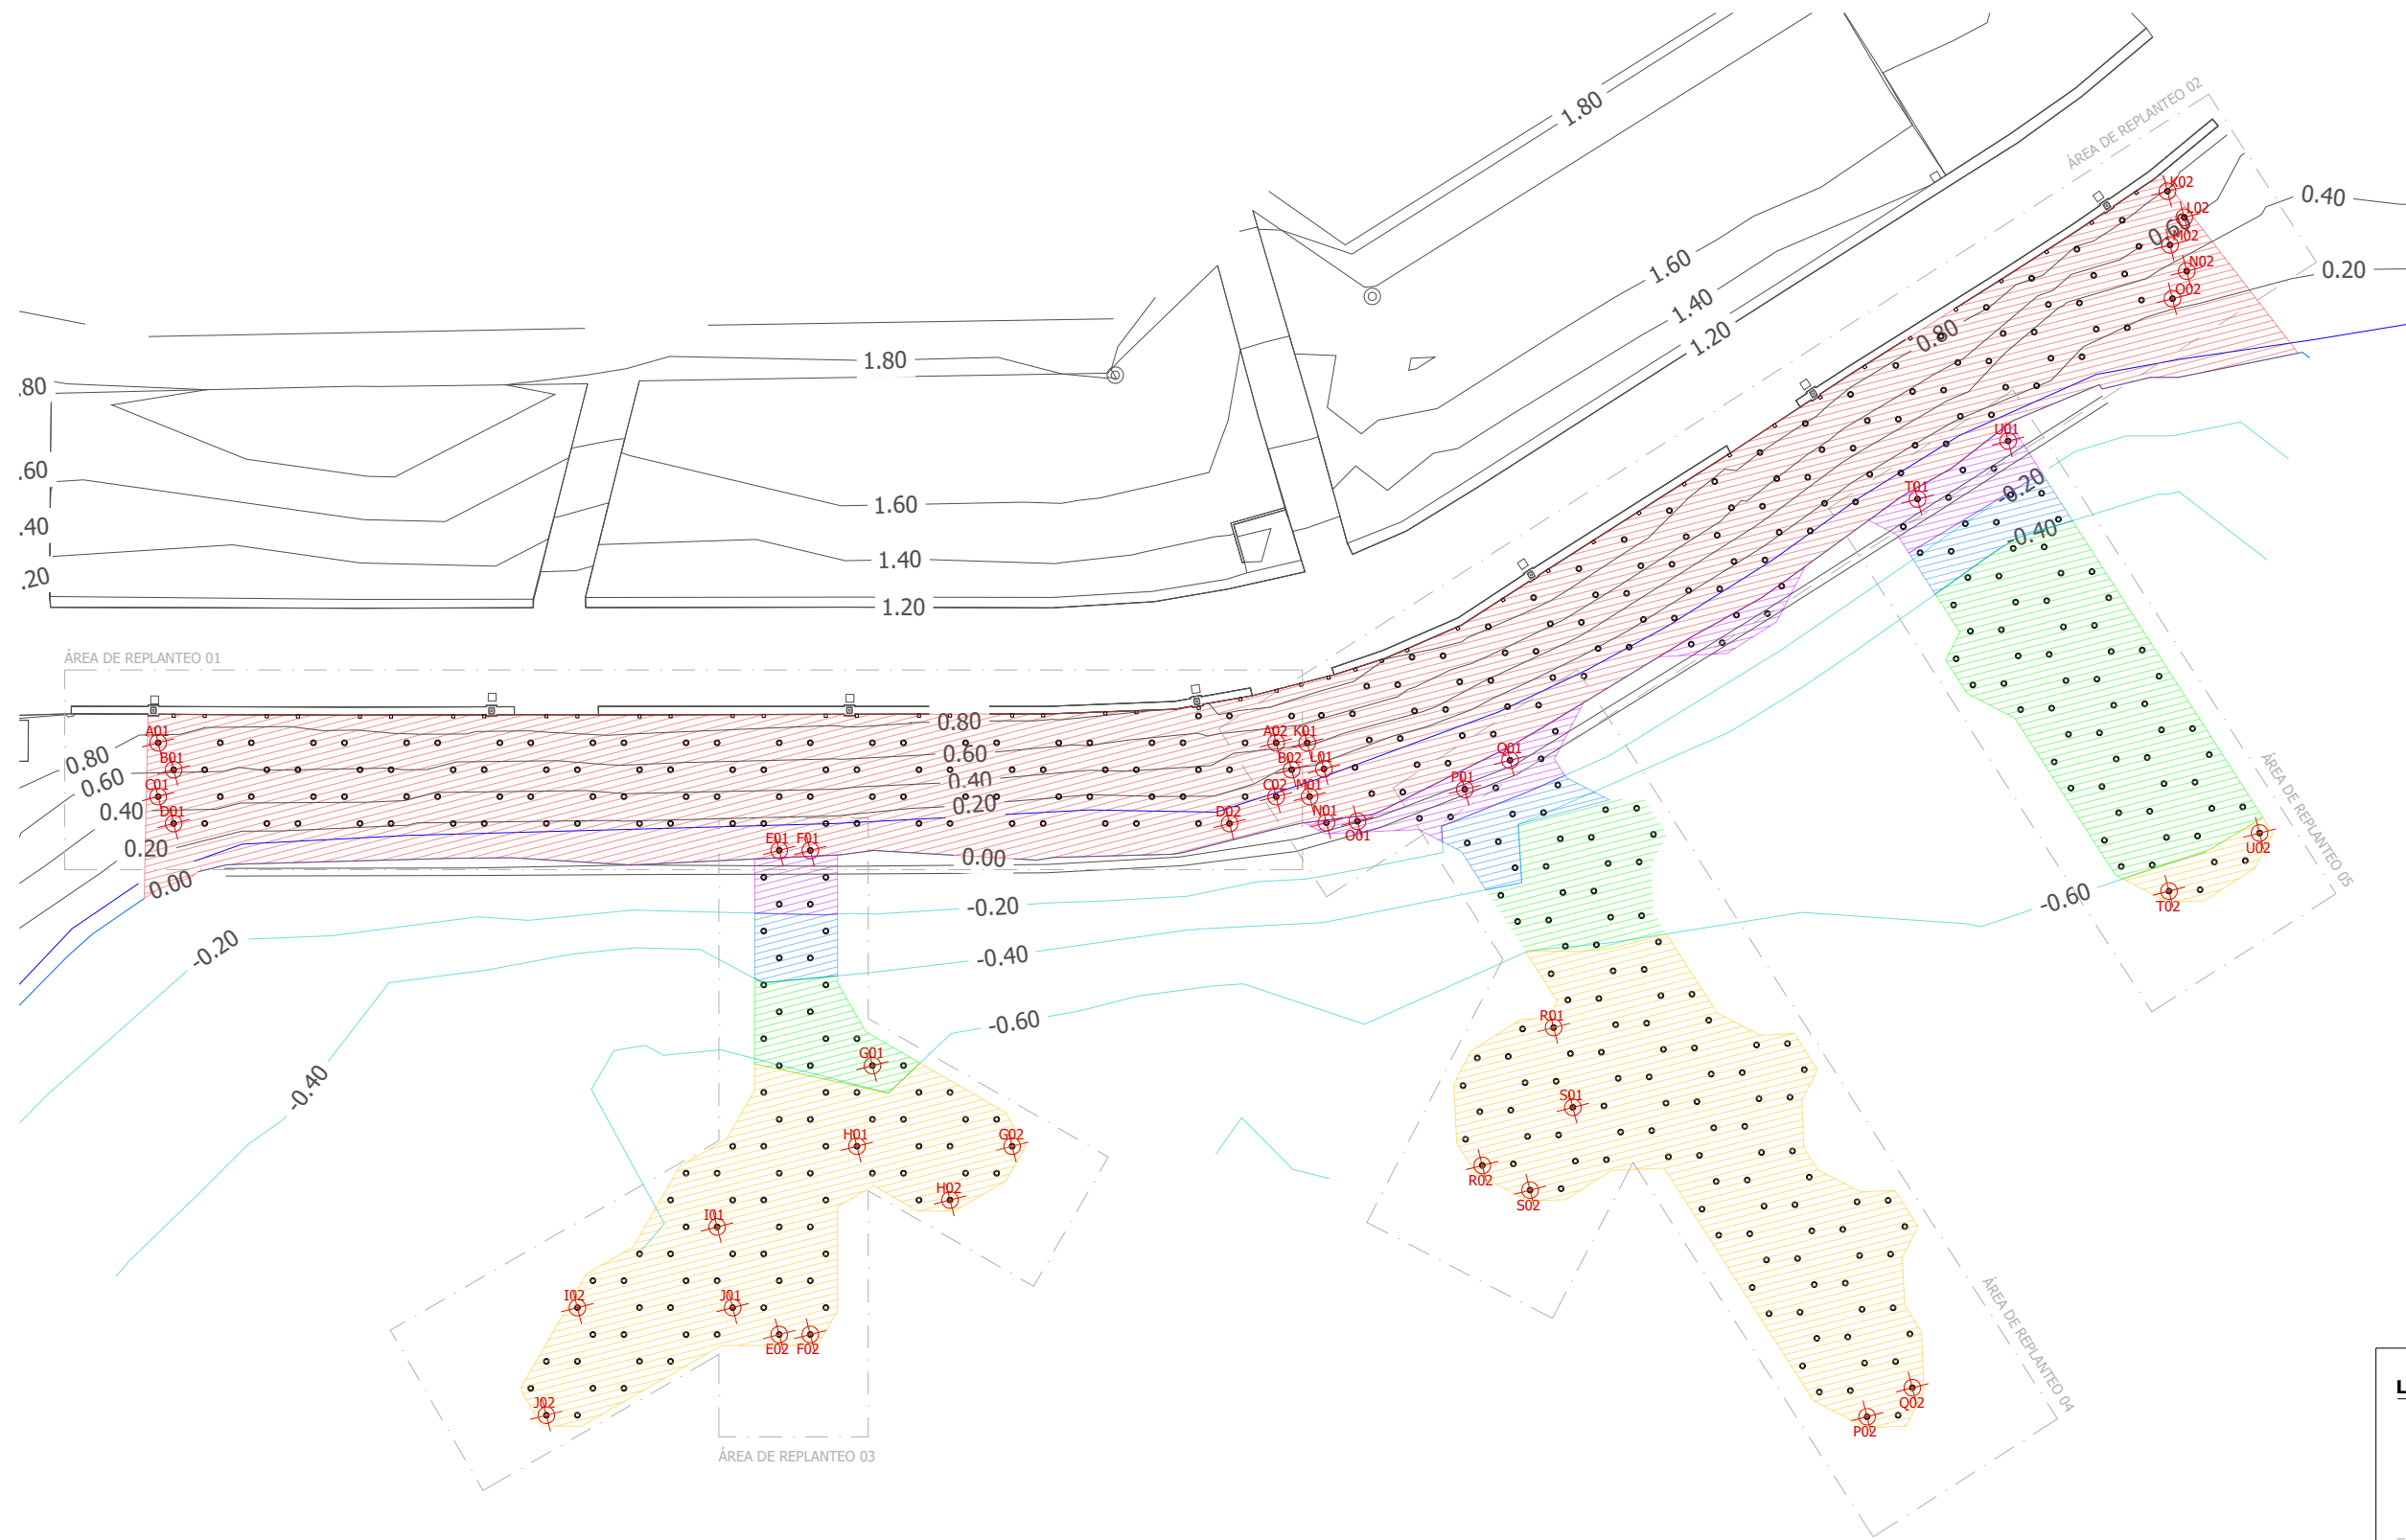 1.80
ÁREA DE REPLANTEO 02
K02
0.40
L02
0.60
M02
1.60
N02
0.20
O02
1.40
0.80
1.20
1.80
.80
U01
.60
-0.20
T01
1.60
.40
-0.40
1.40
.20
1.20
ÁREA DE REPLANTEO 01
0.80
A01
A02
K01
Q01
0.80
B01
0.60
B02
L01
P01
0.60
C01
0.40
C02
M01
ÁREA DE REPLANTEO 05
0.40
D01
0.20
D02
N01
O01
0.20
E01
F01
0.00
U02
0.00
-0.20
-0.60
T02
-0.20
-0.40
-0.60
R01
G01
-0.40
S01
H01
G02
R02
H02
S02
I01
I02
J01
E02
F02
ÁREA DE REPLANTEO 04
L
J02
Q02
P02
ÁREA DE REPLANTEO 03